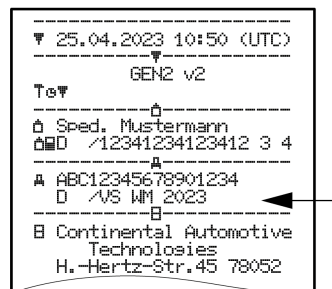 ▼ 25.04.2023 10:50 (UTC)
GEN2 v2
T▼
Sped. Mustermann
D /12341234123412 3 4
ABC12345678901234
D /VS WM 2023
Continental Automotive
Technologies
H.-Hertz-Str.45 78052